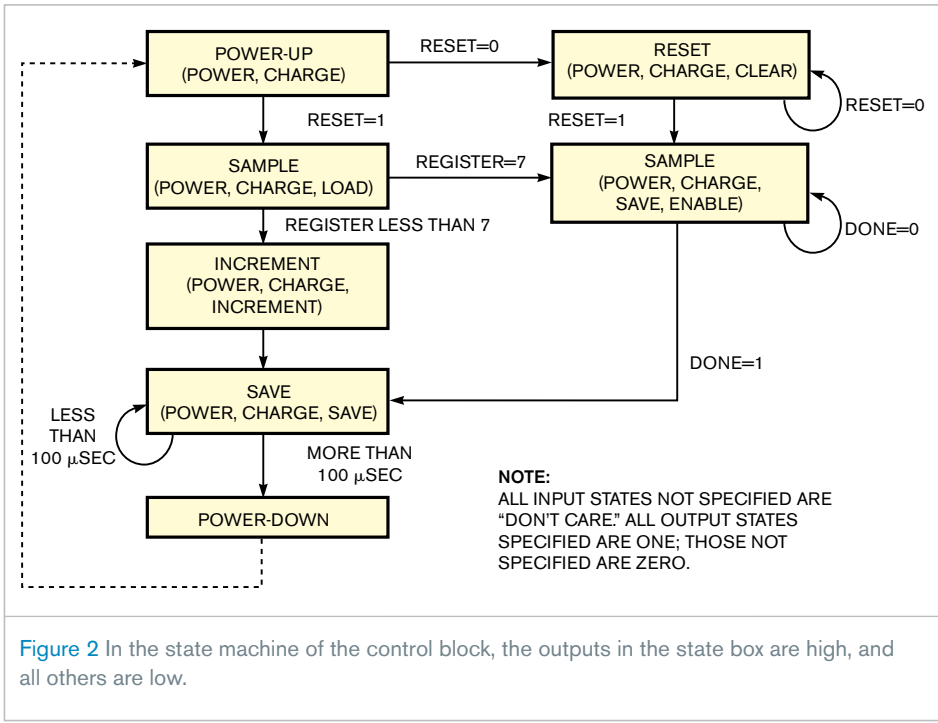 POWER-UP
(POWER, CHARGE)
RESET=0
RESET
(POWER, CHARGE, CLEAR)
RESET=0
RESET=1
RESET=1
SAMPLE
(POWER, CHARGE, LOAD)
REGISTER=7
SAMPLE
(POWER, CHARGE,
SAVE, ENABLE)
DONE=0
REGISTER LESS THAN 7
INCREMENT
(POWER, CHARGE,
INCREMENT)
DONE=1
SAVE
(POWER, CHARGE, SAVE)
LESS
THAN
100 µSEC
MORE THAN
100 µSEC
POWER-DOWN
NOTE:
ALL INPUT STATES NOT SPECIFIED ARE
“DON'T CARE.” ALL OUTPUT STATES
SPECIFIED ARE ONE; THOSE NOT
SPECIFIED ARE ZERO.
Figure 2 In the state machine of the control block, the outputs in the state box are high, and
all others are low.